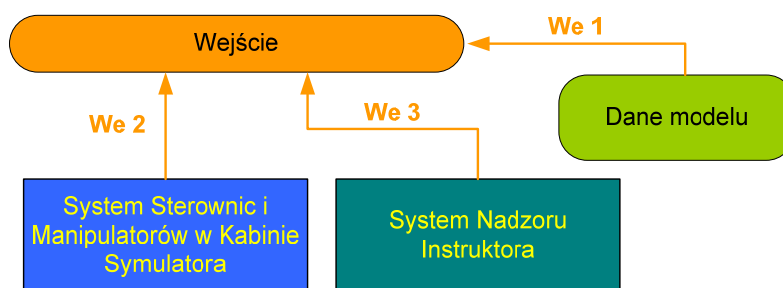 We 1
Wejście
We 2
We 3
Dane modelu
System Sterownic i
Manipulatorów w Kabinie
Symulatora
System Nadzoru
Instruktora